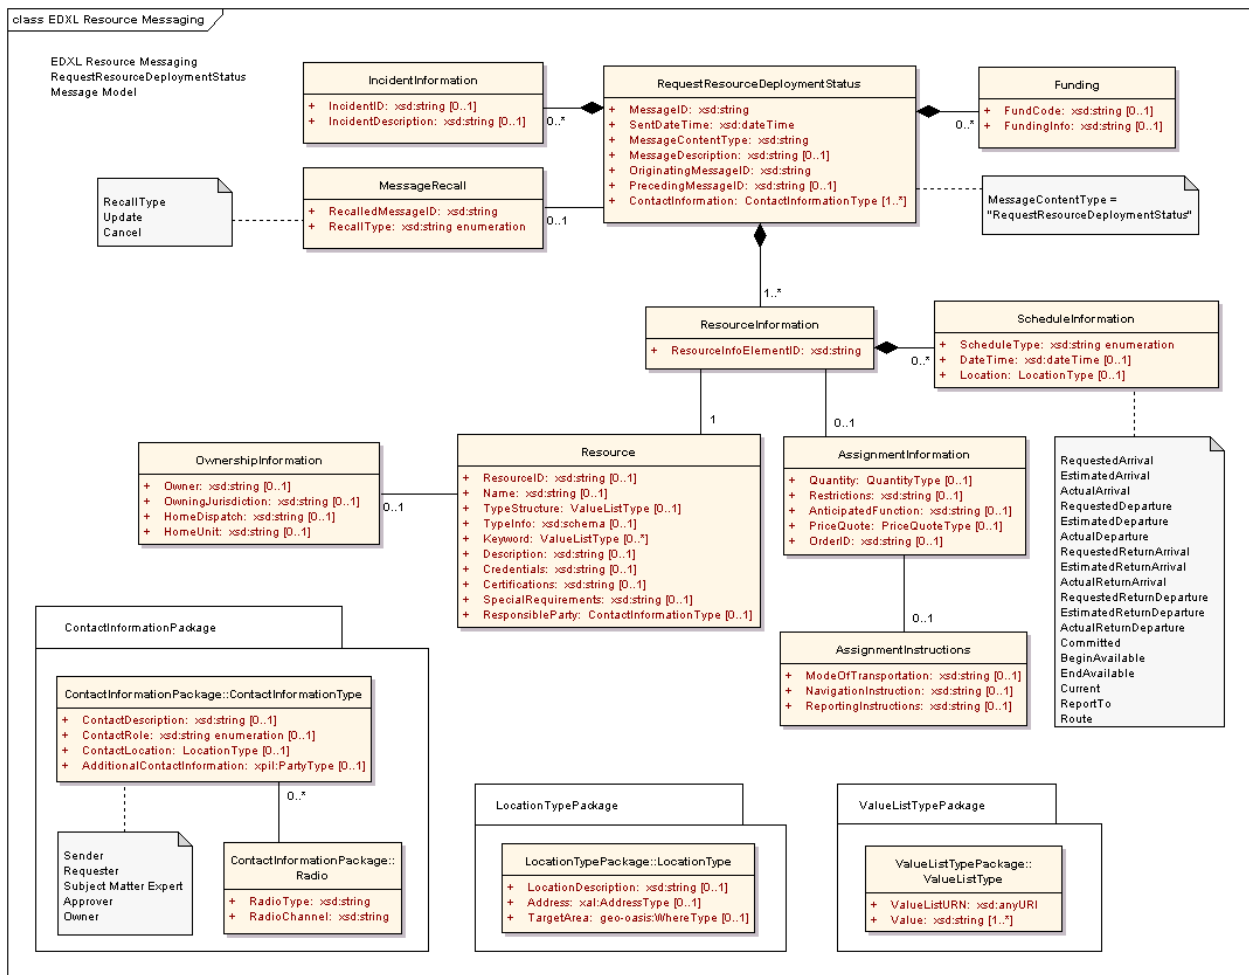 class EDXL Resource Messaging
EDXL Resource Messaging
RequestResourceDeploymentStatus
Message Model
IncidentInformation
+ IncidentID: xsd:string [0..1]
+ IncidentDescription: xsd:string [0..1]
0..*
RequestResourceDeploymentStatus
+ MessageID: xsd:string
+ SentDateTime: xsd:dateTime
+ MessageContentType: xsd:string
+ MessageDescription: xsd:string [0..1]
+ OriginatingMessageID: xsd:string
+ PrecedingMessageID: xsd:string [0..1]
+ ContactInformation: ContactInformationType [1..*]
Funding
+ FundCode: xsd:string [0..1]
+ FundingInfo: xsd:string [0..1]
0..*
RecallType
Update
Cancel
MessageRecall
+ RecalledMessageID: xsd:string
+ RecallType: xsd:string enumeration
0..1
MessageContentType =
"RequestResourceDeploymentStatus"
1..*
ResourceInformation
+ ResourceInfoElementID: xsd:string
ScheduleInformation
+ ScheduleType: xsd:string enumeration
+ DateTime: xsd:dateTime [0..1]
+ Location: LocationType [0..1]
0..*
1
0..1
OwnershipInformation
+ Owner: xsd:string [0..1]
+ OwningJurisdiction: xsd:string [0..1]
+ HomeDispatch: xsd:string [0..1]
+ HomeUnit: xsd:string [0..1]
0..1
Resource
+ ResourceID: xsd:string [0..1]
+ Name: xsd:string [0..1]
+ TypeStructure: ValueListType [0..1]
+ TypeInfo: xsd:schema [0..1]
+ Keyword: ValueListType [0..*]
+ Description: xsd:string [0..1]
+ Credentials: xsd:string [0..1]
+ Certifications: xsd:string [0..1]
+ SpecialRequirements: xsd:string [0..1]
+ ResponsibleParty: ContactInformationType [0..1]
AssignmentInformation
+ Quantity: QuantityType [0..1]
+ Restrictions: xsd:string [0..1]
+ AnticipatedFunction: xsd:string [0..1]
+ PriceQuote: PriceQuoteType [0..1]
+ OrderID: xsd:string [0..1]
0..1
RequestedArrival
EstimatedArrival
ActualArrival
RequestedDeparture
EstimatedDeparture
ActualDeparture
RequestedReturnArrival
EstimatedReturnArrival
ActualReturnArrival
RequestedReturnDeparture
EstimatedReturnDeparture
ActualReturnDeparture
Committed
BeginAvailable
EndAvailable
Current
ReportTo
Route
AssignmentInstructions
+ ModeOfTransportation: xsd:string [0..1]
+ NavigationInstruction: xsd:string [0..1]
+ ReportingInstructions: xsd:string [0..1]
ContactInformationPackage
ContactInformationPackage::ContactInformationType
+ ContactDescription: xsd:string [0..1]
+ ContactRole: xsd:string enumeration [0..1]
+ ContactLocation: LocationType [0..1]
+ AdditionalContactInformation: xpil:PartyType [0..1]
0..*
Sender
Requester
Subject Matter Expert
Approver
Owner
ContactInformationPackage::
Radio
+ RadioType: xsd:string
+ RadioChannel: xsd:string
LocationTypePackage
LocationTypePackage::LocationType
+ LocationDescription: xsd:string [0..1]
+ Address: xal:AddressType [0..1]
+ TargetArea: geo-oasis:WhereType [0..1]
ValueListTypePackage
ValueListTypePackage::
ValueListType
+ ValueListURN: xsd:anyURI
+ Value: xsd:string [1..*]